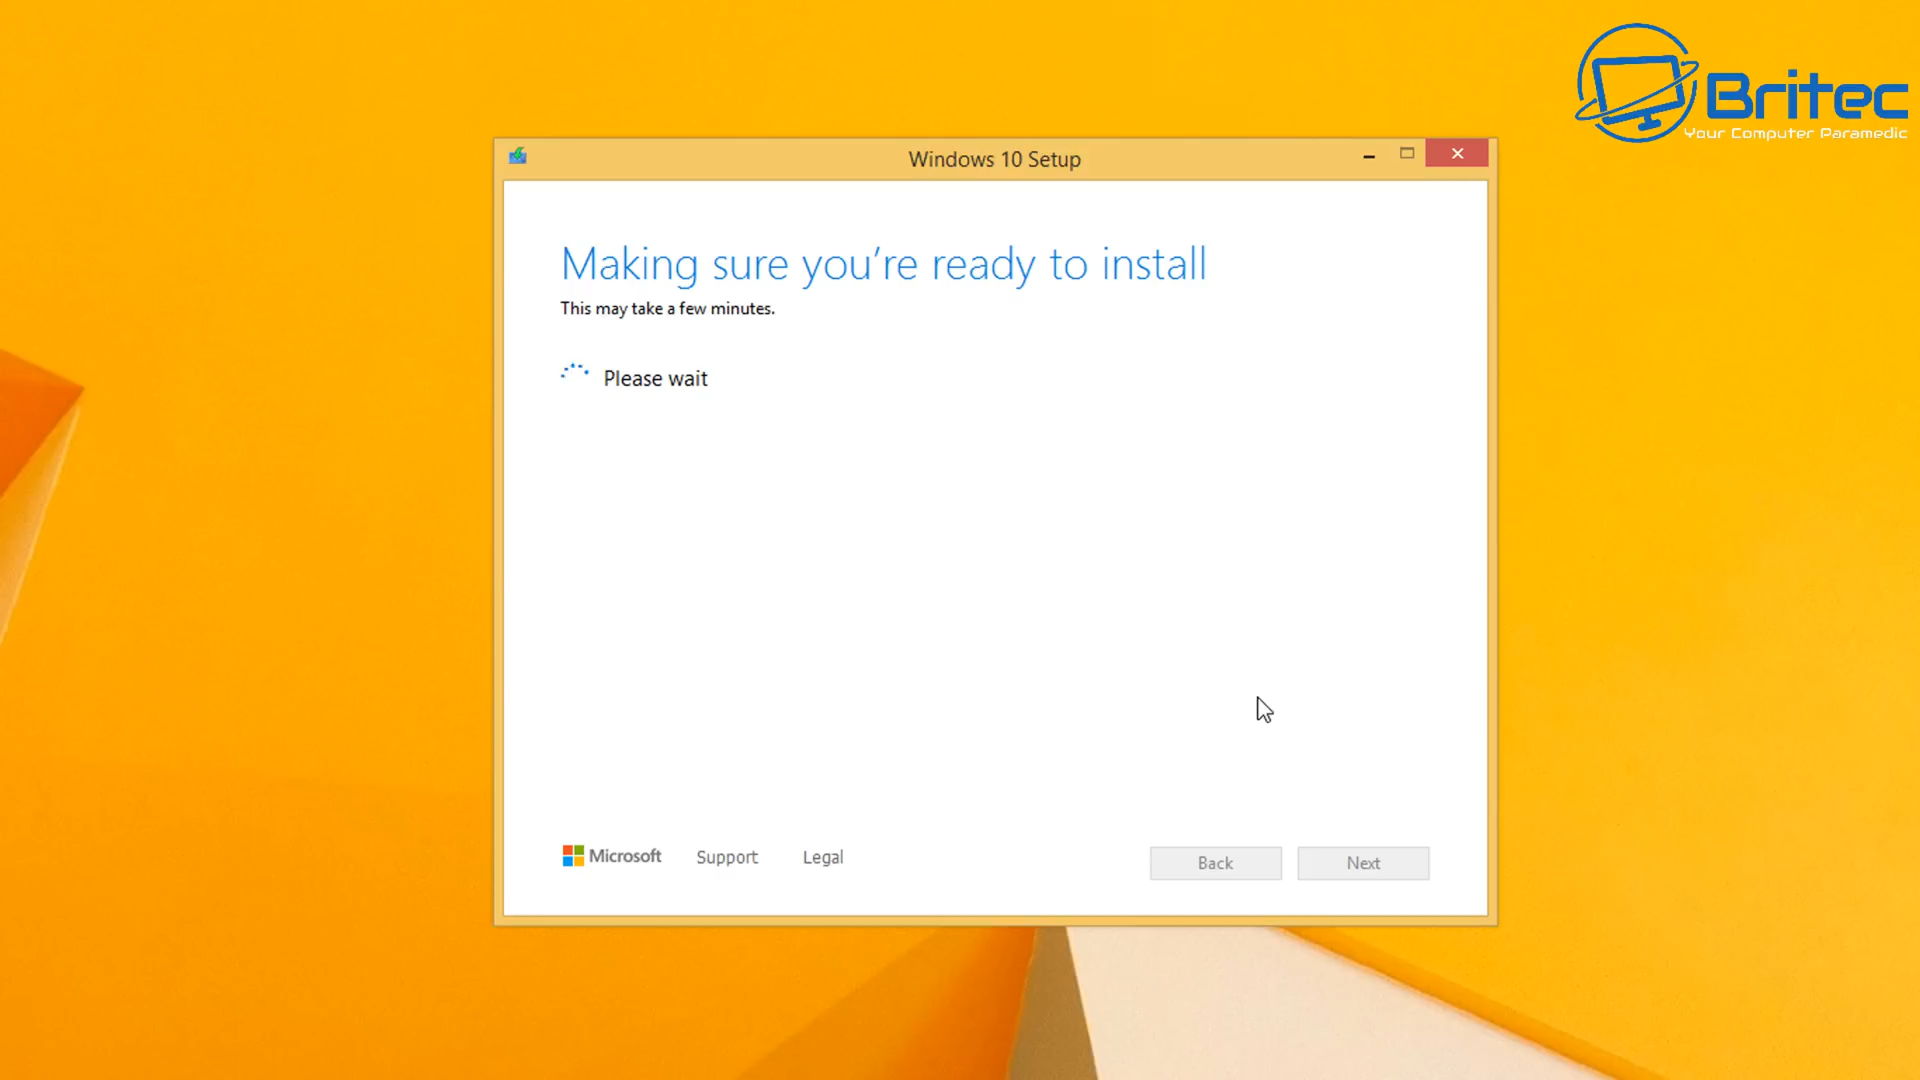 Britec
Your Computer Paramedic
Windows 10 Setup
Making sure you're ready to install
This may take a few minutes.
Please wait
Microsoft
Support
Legal
Back
Next